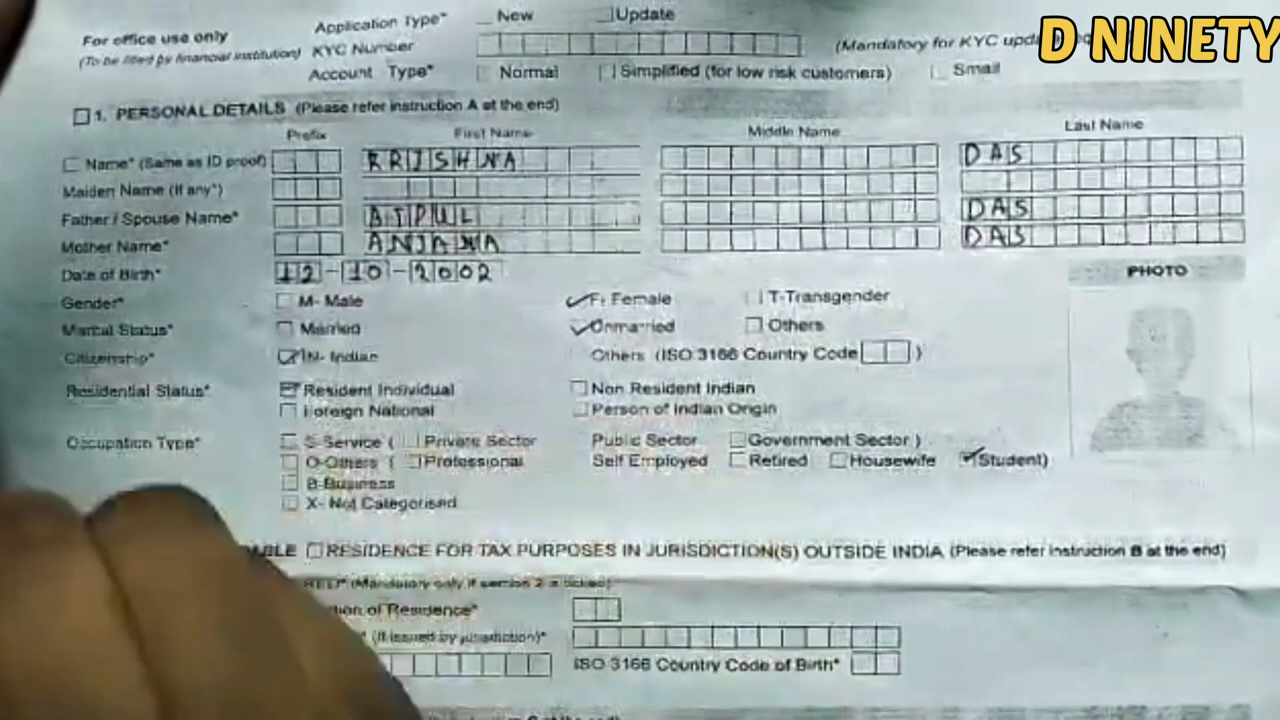 D NINETY
For office use only
(To be filled by financial institution)
Application Type* New Update
KYC Number (Mandatory for KYC
Account Type* Normal Simplified (for low risk customers) Small
1. PERSONAL DETAILS (Please refer instruction A at the end)
Prefix First Name Middle Name Last Name
Name* (Same as ID proof) KRISHNA DAS
Maiden Name (If any*)
Father / Spouse Name* DAS
Mother Name* ANJANA DAS
Date of Birth* 12-10-2002
PHOTO
Gender* M- Male F- Female T-Transgender
Marital Status* Married Unmarried Others
Citizenship* IN- Indian Others (ISO 3166 Country Code )
Residential Status* Resident Individual Non Resident Indian
Foreign National Person of Indian Origin
Occupation Type* S-Service ( Private Sector Public Sector Government Sector )
O-Others ( Professional Self Employed Retired Housewife Student)
B-Business
X- Not Categorised
RESIDENCE FOR TAX PURPOSES IN JURISDICTION(S) OUTSIDE INDIA (Please refer instruction B at the end)
(Mandatory only if section 2 is ticked)
of Residence*
(If issued by jurisdiction)*
ISO 3166 Country Code of Birth*
at the end)